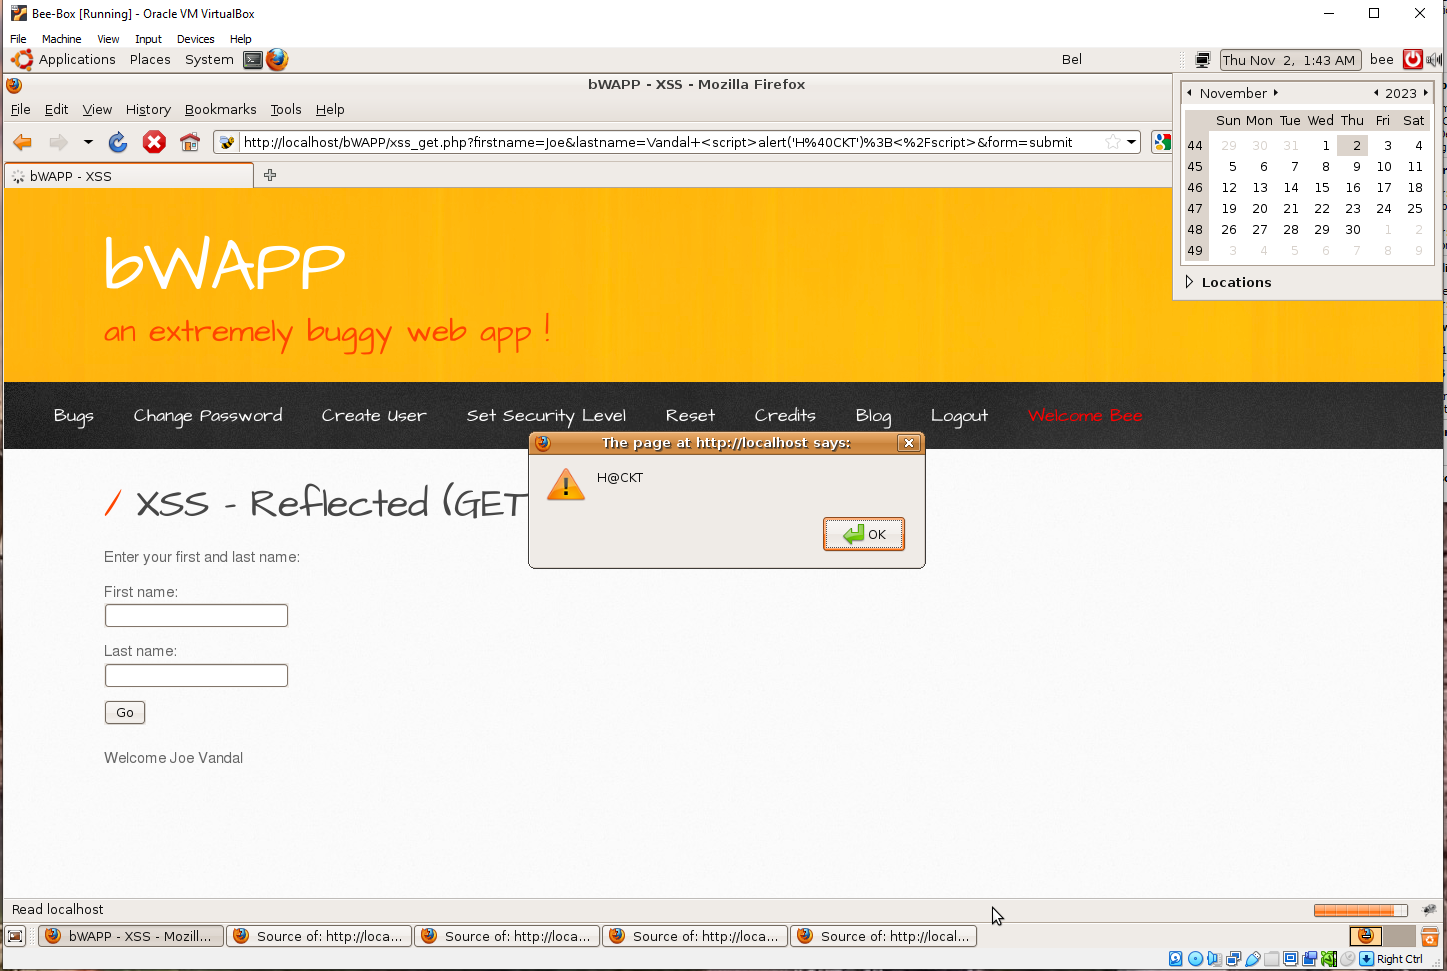 Bee-Box [Running] - Oracle VM VirtualBox
File Machine View Input Devices Help
Applications Places System Bel Thu Nov 2, 1:43 AM bee
bWAPP - XSS - Mozilla Firefox
File Edit View History Bookmarks Tools Help
http://localhost/bWAPP/xss_get.php?firstname=Joe&lastname=Vandal+<script>alert('H%40CKT')%3B<%2Fscript>&form=submit
bWAPP - XSS
November 2023
Sun Mon Tue Wed Thu Fri Sat
44 29 30 31 1 2 3 4
45 5 6 7 8 9 10 11
46 12 13 14 15 16 17 18
47 19 20 21 22 23 24 25
48 26 27 28 29 30 1 2
49 3 4 5 6 7 8 9
Locations
bWAPP
an extremely buggy web app !
Bugs Change Password Create User Set Security Level Reset Credits Blog Logout Welcome Bee
The page at http://localhost says:
H@CKT
OK
/ XSS - Reflected (GET
Enter your first and last name:
First name:
Last name:
Go
Welcome Joe Vandal
Read localhost
bWAPP - XSS - Mozill... Source of: http://loca... Source of: http://loca... Source of: http://loca... Source of: http://local...
Right Ctrl